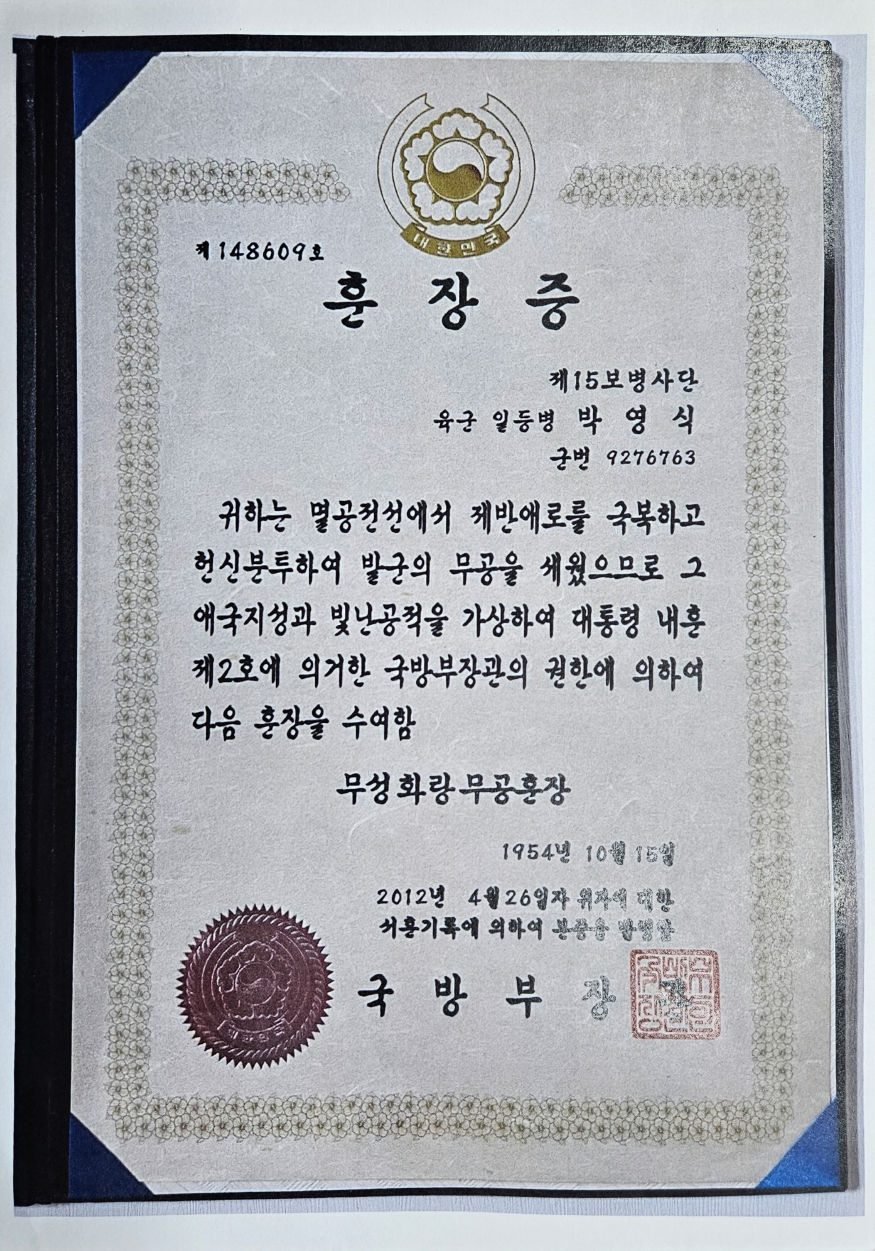 대한민국
제148609호
훈장증
제15보병사단
육군 일등병 박영식
군번 9276763
귀하는 멸공전선에서 제반애로를 극복하고
헌신분투하여 발군의 무공을 세웠으므로 그
애국지성과 빛난공적을 가상하여 대통령 내훈
제2호에 의거한 국방부장관의 권한에 의하여
다음 훈장을 수여함
무성화랑무공훈장
1954년 10월 15일
2012년 4월 26일자 위자에 대한
서훈기록에 의하여 본증을 발행함
대한민국
국방부장관